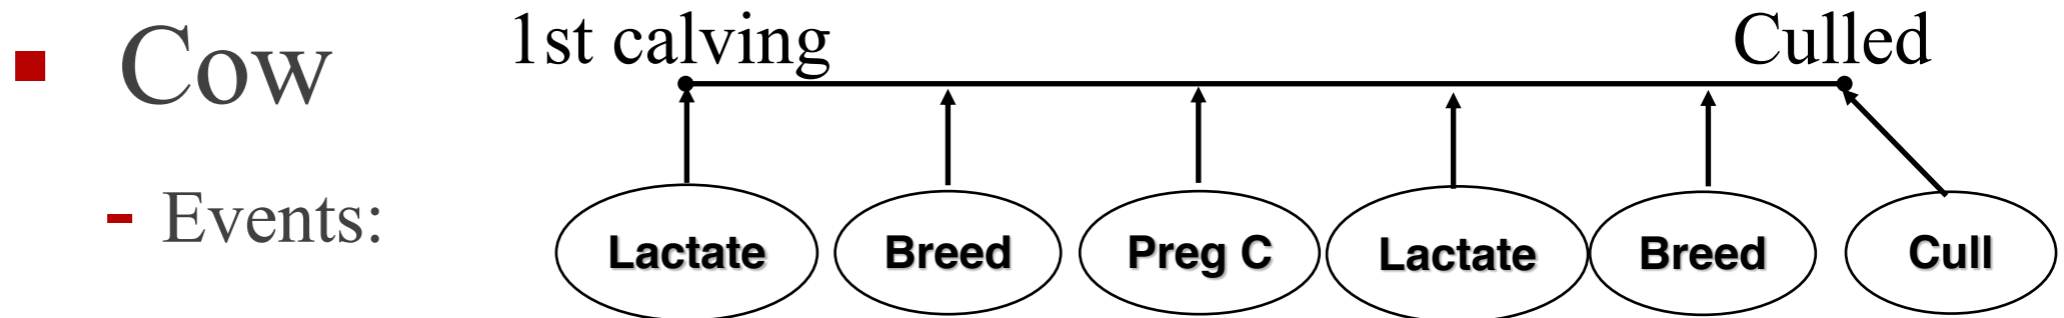 1st calving Culled
▪ Cow
- Events:
Lactate Breed Preg C Lactate Breed Cull